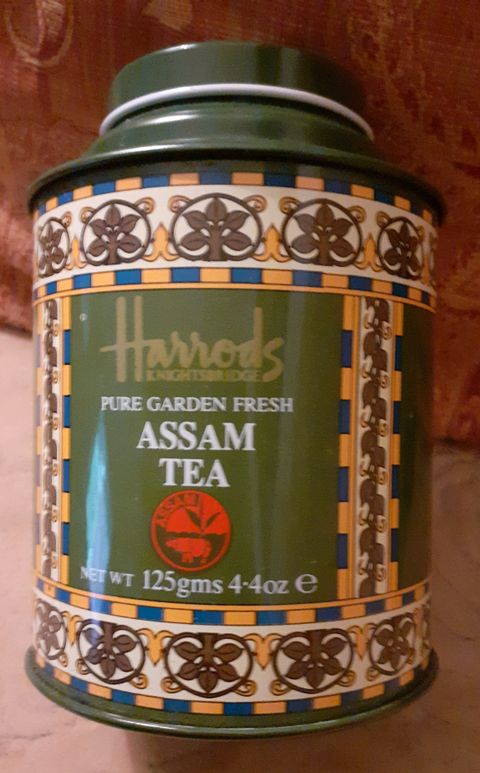 Harrods
KNIGHTSBRIDGE
PURE GARDEN FRESH
ASSAM
TEA
ASSAM
NET WT 125gms 4·4oz ℮